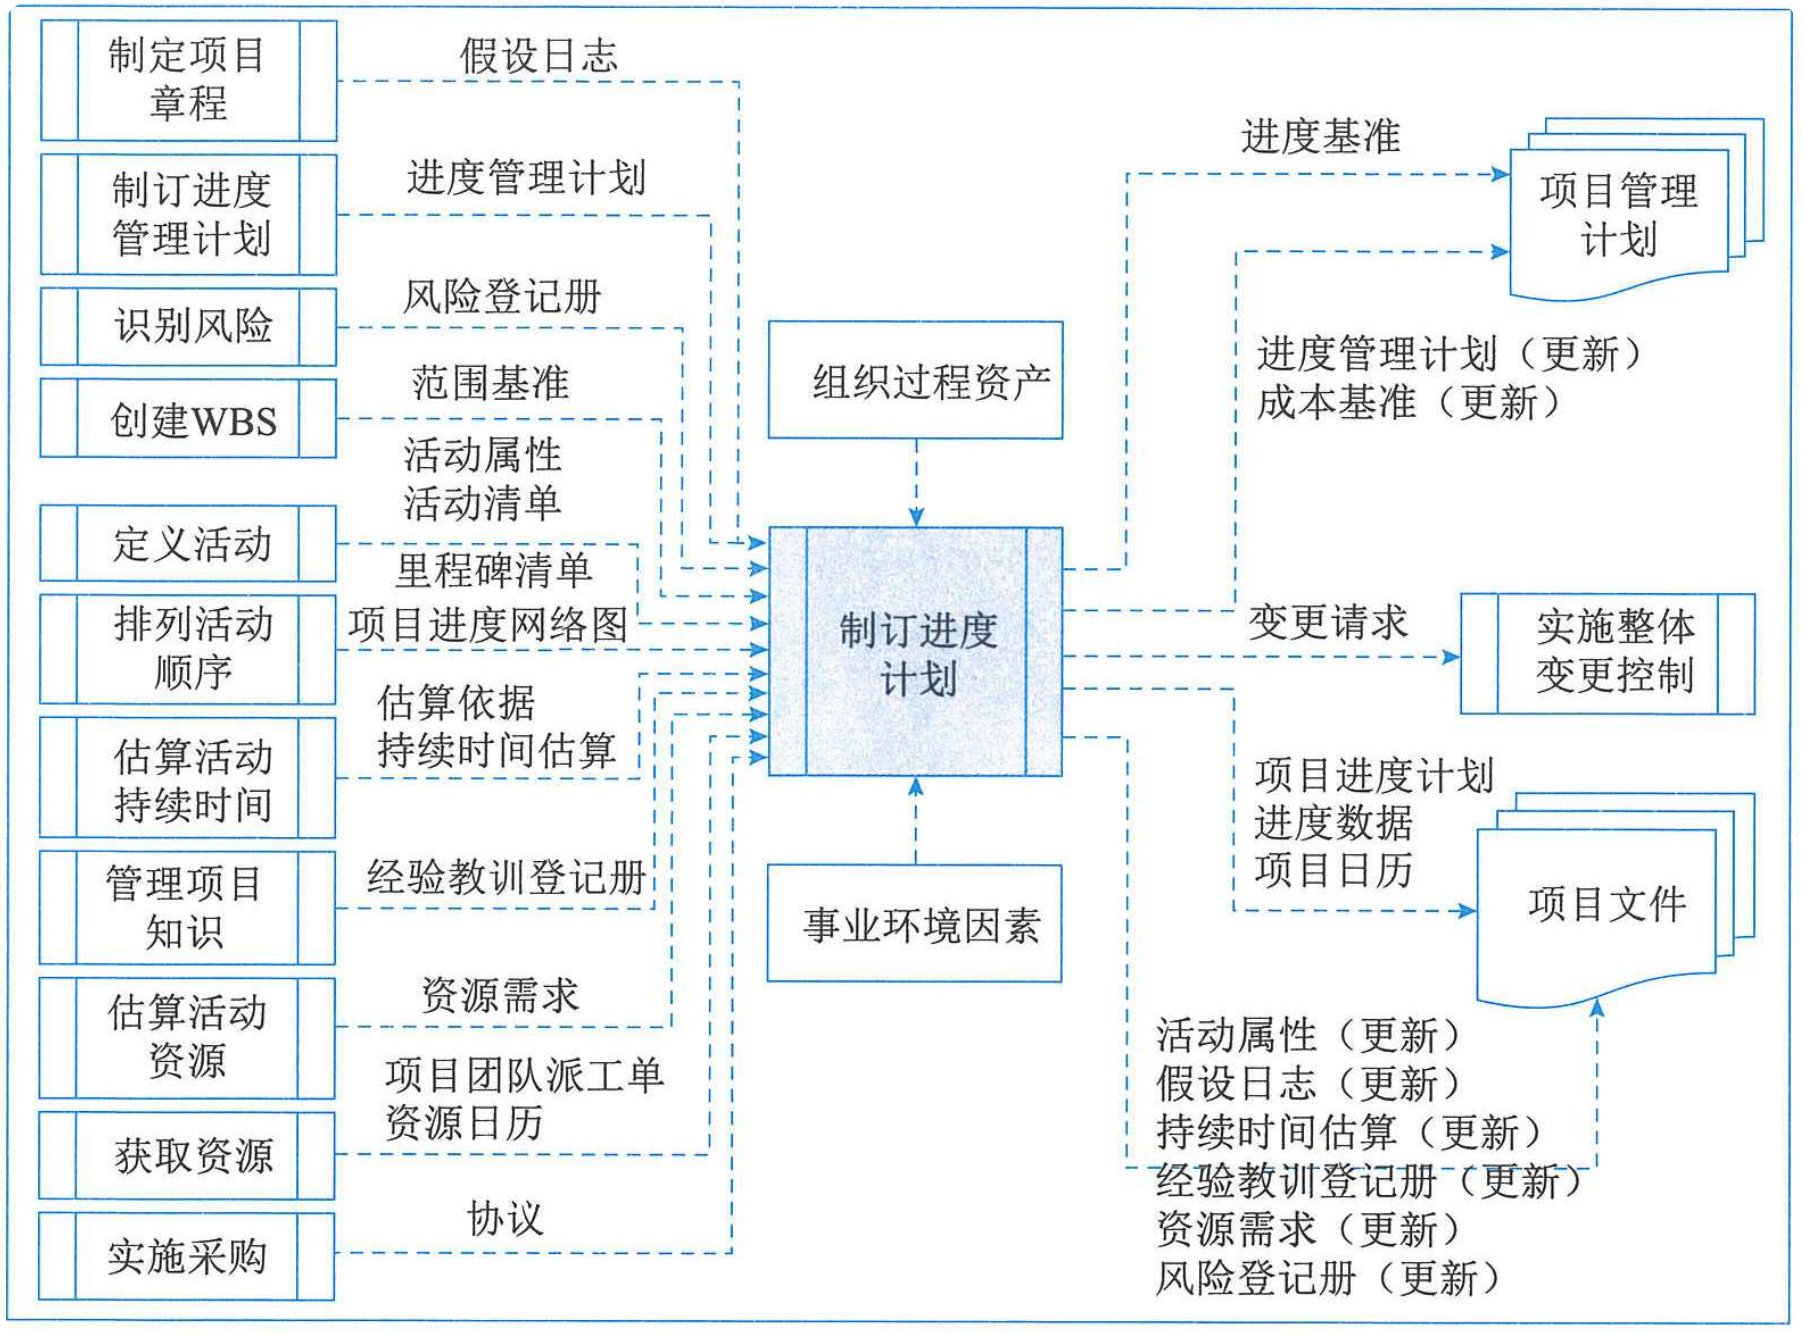 制定项目
章程
假设日志
制订进度
管理计划
进度管理计划
识别风险
风险登记册
创建WBS
范围基准
定义活动
活动属性
活动清单
里程碑清单
排列活动
顺序
项目进度网络图
估算活动
持续时间
估算依据
持续时间估算
管理项目
知识
经验教训登记册
估算活动
资源
资源需求
获取资源
项目团队派工单
资源日历
实施采购
协议
组织过程资产
制订进度
计划
事业环境因素
进度基准
项目管理
计划
进度管理计划（更新）
成本基准（更新）
变更请求
实施整体
变更控制
项目进度计划
进度数据
项目日历
项目文件
活动属性（更新）
假设日志（更新）
持续时间估算（更新）
经验教训登记册（更新）
资源需求（更新）
风险登记册（更新）